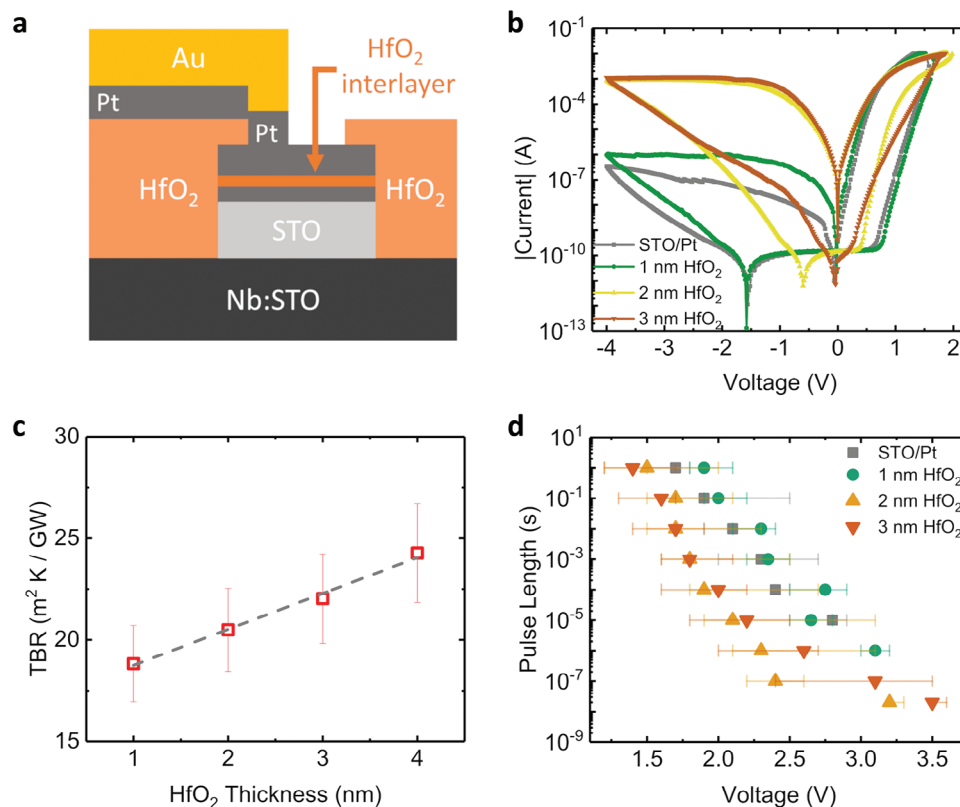 a
Au
Pt
Pt
HfO₂
interlayer
HfO₂
HfO₂
STO
Nb:STO
b
|Current| (A)
10⁻¹
10⁻⁴
10⁻⁷
10⁻¹⁰
10⁻¹³
STO/Pt
1 nm HfO₂
2 nm HfO₂
3 nm HfO₂
-4 -3 -2 -1 0 1 2
Voltage (V)
c
TBR (m² K / GW)
30
25
20
15
1 2 3 4
HfO₂ Thickness (nm)
d
Pulse Length (s)
10¹
10⁻¹
10⁻³
10⁻⁵
10⁻⁷
10⁻⁹
STO/Pt
1 nm HfO₂
2 nm HfO₂
3 nm HfO₂
1.5 2.0 2.5 3.0 3.5
Voltage (V)